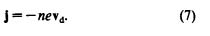 j = −nev_d. (7)